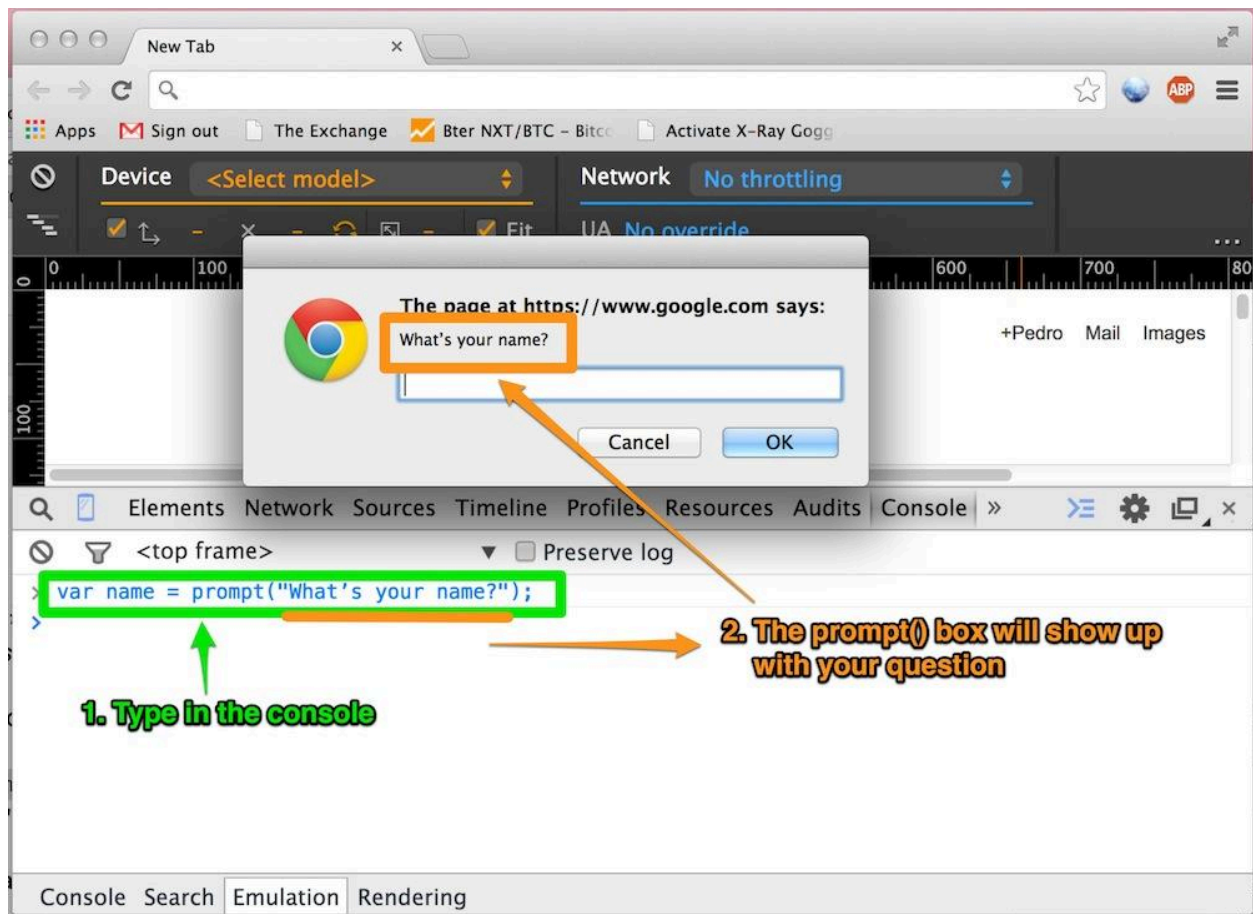 New Tab ×
Apps Sign out The Exchange Bter NXT/BTC – Bitc Activate X-Ray Gogg
ABP
Device <Select model> Network No throttling
– × – – Fit UA No override ...
0 100 600 700 80
The page at https://www.google.com says:
What's your name?
+Pedro Mail Images
100
Cancel OK
Elements Network Sources Timeline Profiles Resources Audits Console » ×
<top frame> ▼ Preserve log
> var name = prompt("What's your name?");
>
1. Type in the console
2. The prompt() box will show up
with your question
Console Search Emulation Rendering